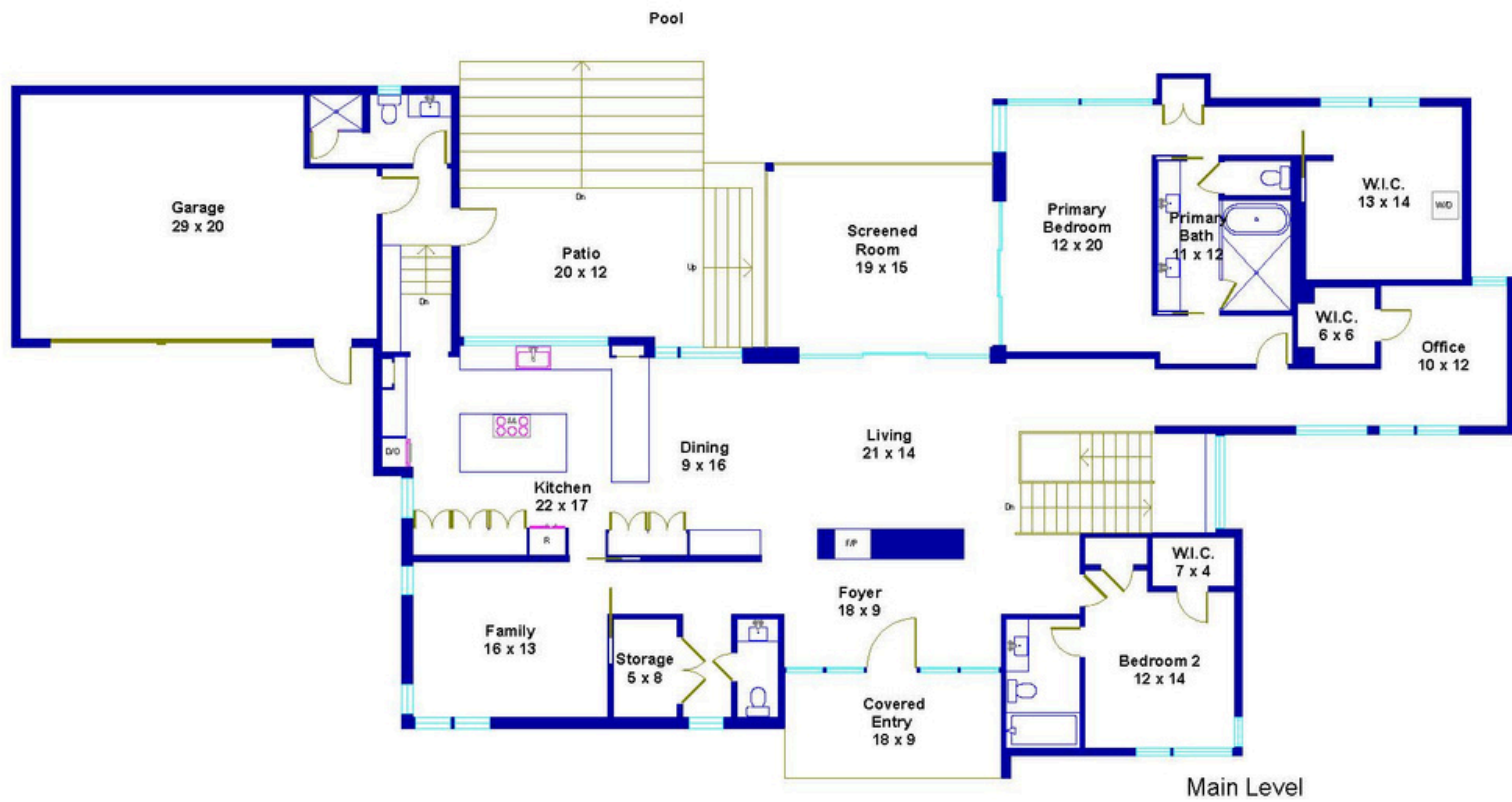 Pool
Garage
29 x 20
Dn
Patio
20 x 12
Up
Screened
Room
19 x 15
Primary
Bedroom
12 x 20
Primary
Bath
11 x 12
W.I.C.
13 x 14
W/D
Dn
W.I.C.
6 x 6
Office
10 x 12
D/O
Kitchen
22 x 17
R
Dining
9 x 16
Living
21 x 14
Dn
F/P
Foyer
18 x 9
W.I.C.
7 x 4
Family
16 x 13
Storage
5 x 8
Covered
Entry
18 x 9
Bedroom 2
12 x 14
Main Level